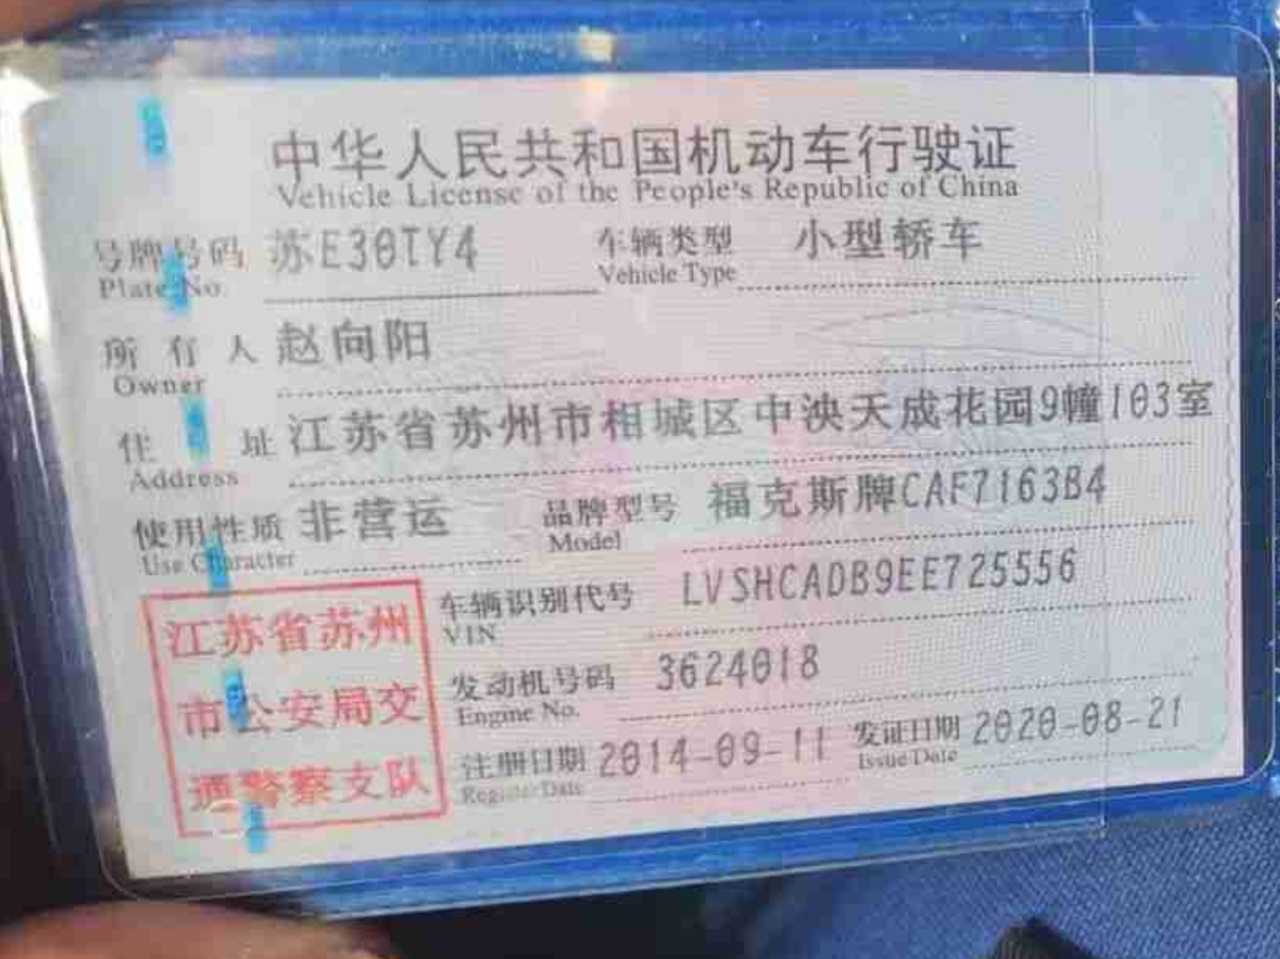 中华人民共和国机动车行驶证
Vehicle License of the People's Republic of China
号牌号码 苏E30TY4 车辆类型 小型轿车
Plate No. Vehicle Type
所有人 赵向阳
Owner
住址 江苏省苏州市相城区中泱天成花园9幢103室
Address
使用性质 非营运 品牌型号 福克斯牌CAF7163B4
Use Character Model
江苏省苏州
市公安局交
通警察支队
车辆识别代号 LVSHCADB9EE725556
VIN
发动机号码 3624018
Engine No.
注册日期 2014-09-11 发证日期 2020-08-21
Register Date Issue Date